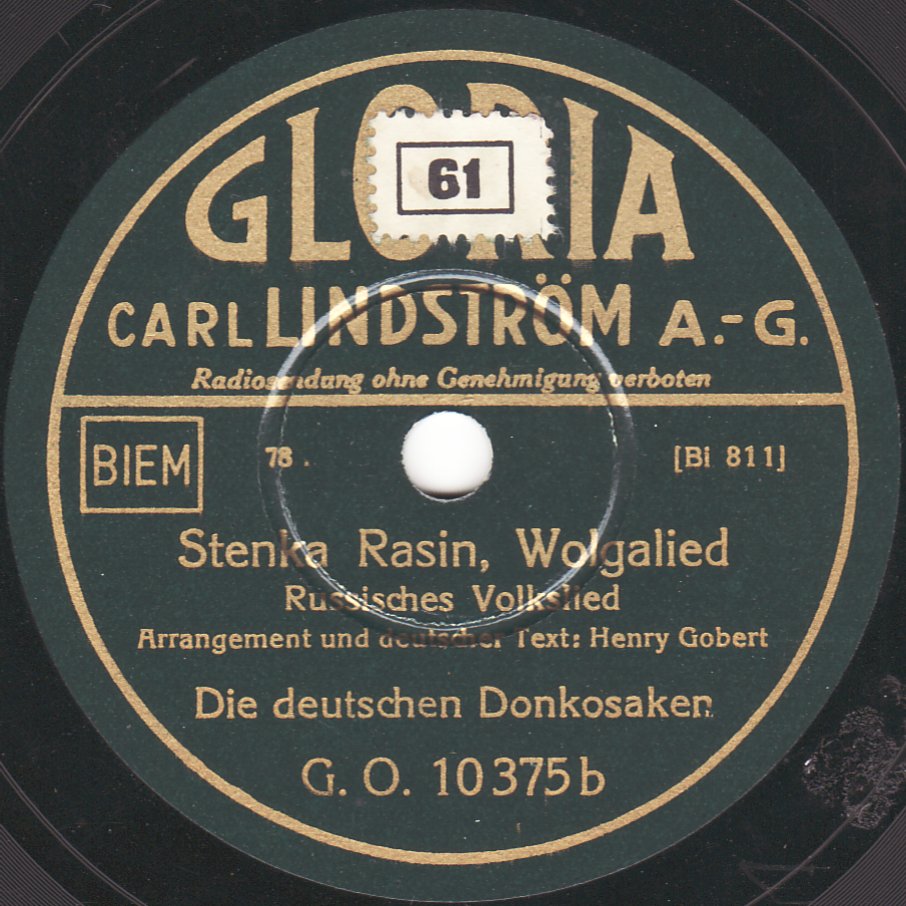 GLORIA
61
CARL LINDSTRÖM A.-G.
Radiosendung ohne Genehmigung verboten
BIEM
78.
[Bi 811]
Stenka Rasin, Wolgalied
Russisches Volkslied
Arrangement und deutscher Text: Henry Gobert
Die deutschen Donkosaken
G. O. 10375 b